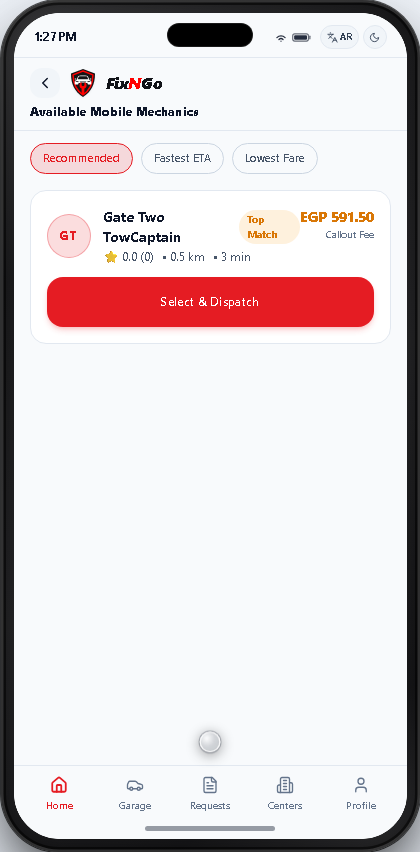 1:27 PM
AR
FixNGo
Available Mobile Mechanics
Recommended
Fastest ETA
Lowest Fare
GT
Gate Two
TowCaptain
Top
Match
EGP 591.50
Callout Fee
0.0 (0) • 0.5 km • 3 min
Select & Dispatch
Home
Garage
Requests
Centers
Profile